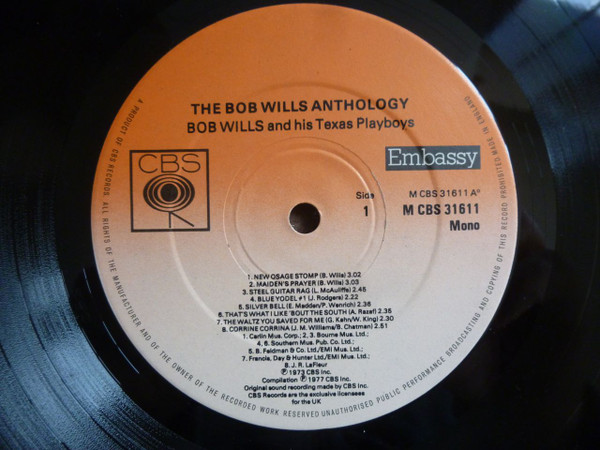 THE BOB WILLS ANTHOLOGY
BOB WILLS and his Texas Playboys
CBS
Embassy
Side
1
M CBS 31611 A°
M CBS 31611
Mono
1. NEW OSAGE STOMP (B. Wills) 3.02
2. MAIDEN'S PRAYER (B. Wills) 3.03
3. STEEL GUITAR RAG (L. McAuliffe) 2.45
4. BLUE YODEL #1 (J. Rodgers) 2.22
5. SILVER BELL (E. Madden/P. Wenrich) 2.36
6. THAT'S WHAT I LIKE 'BOUT THE SOUTH (A. Razaf) 2.35
7. THE WALTZ YOU SAVED FOR ME (G. Kahn/W. King) 2.30
8. CORRINE CORRINA (J. M. Williams/B. Chatman) 2.51
1. Carlin Mus. Corp.; 2, 3. Bourne Mus. Ltd.;
4, 6. Southern Mus. Pub. Co. Ltd.;
5. B. Feldman & Co. Ltd./EMI Mus. Ltd.;
7. Francis, Day & Hunter Ltd./EMI Mus. Ltd.;
8. J. R. LaFleur
℗ 1973 CBS Inc.
Compilation ℗ 1977 CBS Inc.
Original sound recording made by CBS Inc.
CBS Records are the exclusive licensees
for the UK
A PRODUCT OF CBS RECORDS. ALL RIGHTS OF THE MANUFACTURER AND OF THE OWNER OF THE RECORDED WORK RESERVED UNAUTHORISED PUBLIC PERFORMANCE BROADCASTING AND COPYING OF THIS RECORD PROHIBITED. MADE IN ENGLAND